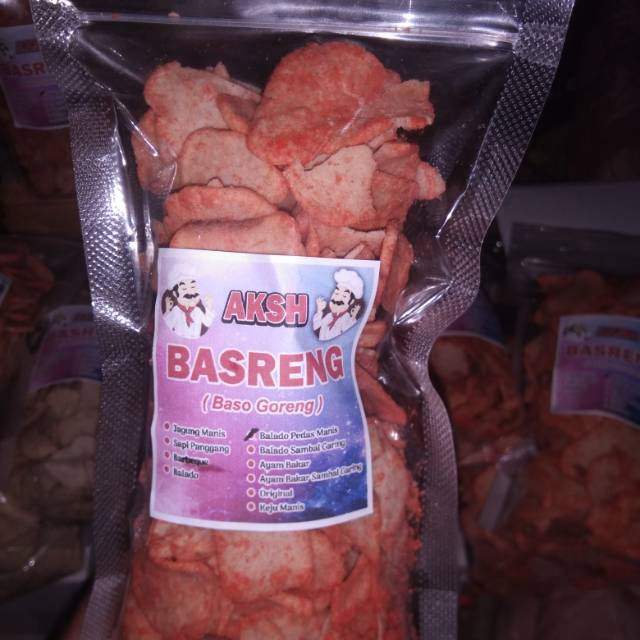 AKSH
BASRENG
( Baso Goreng )
Jagung Manis
Sapi Panggang
Barbeque
Balado
Balado Pedas Manis
Balado Sambal Garing
Ayam Bakar
Ayam Bakar Sambal Garing
Original
Keju Manis
BASRENG